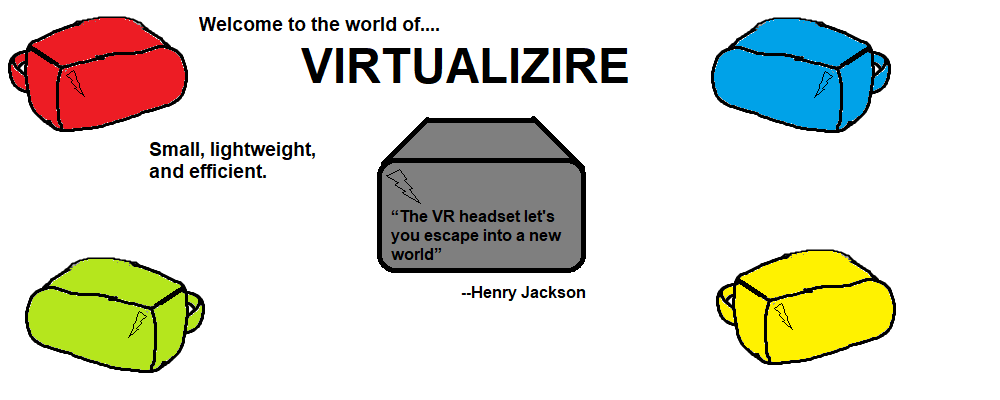 Welcome to the world of....
VIRTUALIZIRE
Small, lightweight,
and efficient.
“The VR headset let's
you escape into a new
world”
--Henry Jackson